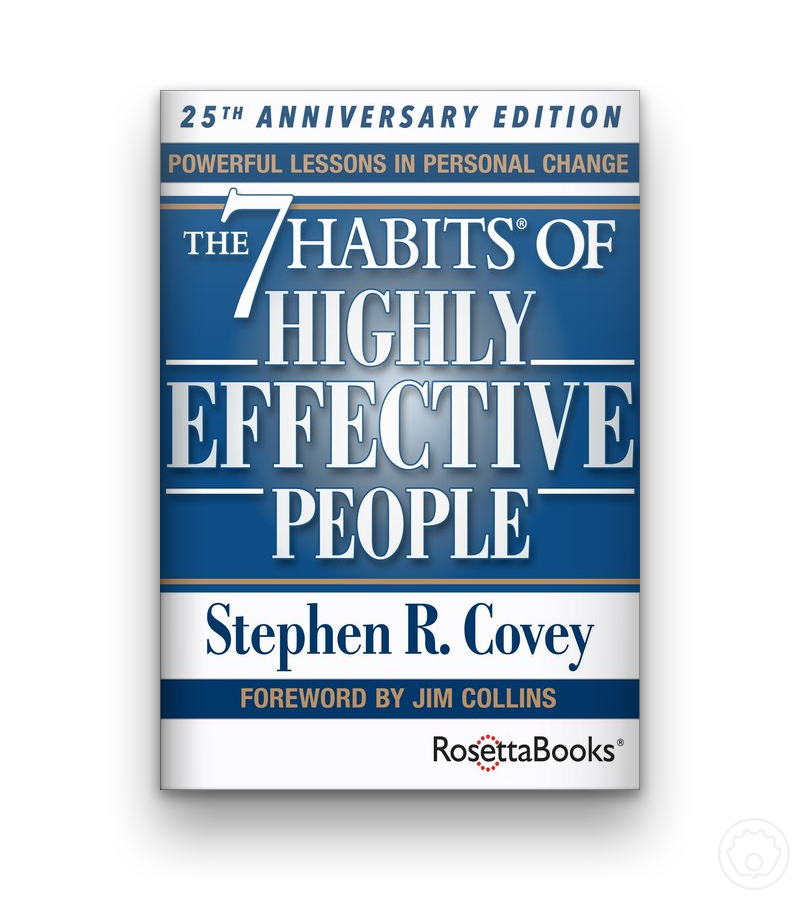 25TH ANNIVERSARY EDITION
POWERFUL LESSONS IN PERSONAL CHANGE
THE 7 HABITS® OF
HIGHLY
EFFECTIVE
PEOPLE
Stephen R. Covey
FOREWORD BY JIM COLLINS
RosettaBooks®